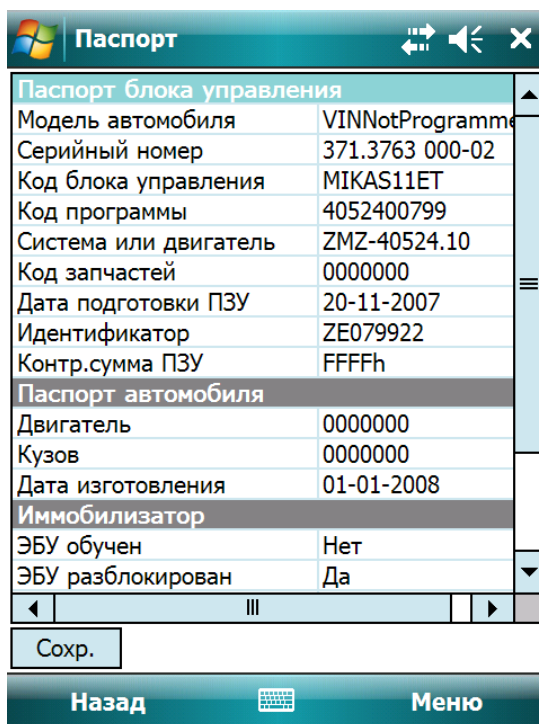 Паспорт
Паспорт блока управления
Модель автомобиля VINNotProgramme
Серийный номер 371.3763 000-02
Код блока управления MIKAS11ET
Код программы 4052400799
Система или двигатель ZMZ-40524.10
Код запчастей 0000000
Дата подготовки ПЗУ 20-11-2007
Идентификатор ZE079922
Контр.сумма ПЗУ FFFFh
Паспорт автомобиля
Двигатель 0000000
Кузов 0000000
Дата изготовления 01-01-2008
Иммобилизатор
ЭБУ обучен Нет
ЭБУ разблокирован Да
Сохр.
Назад Меню